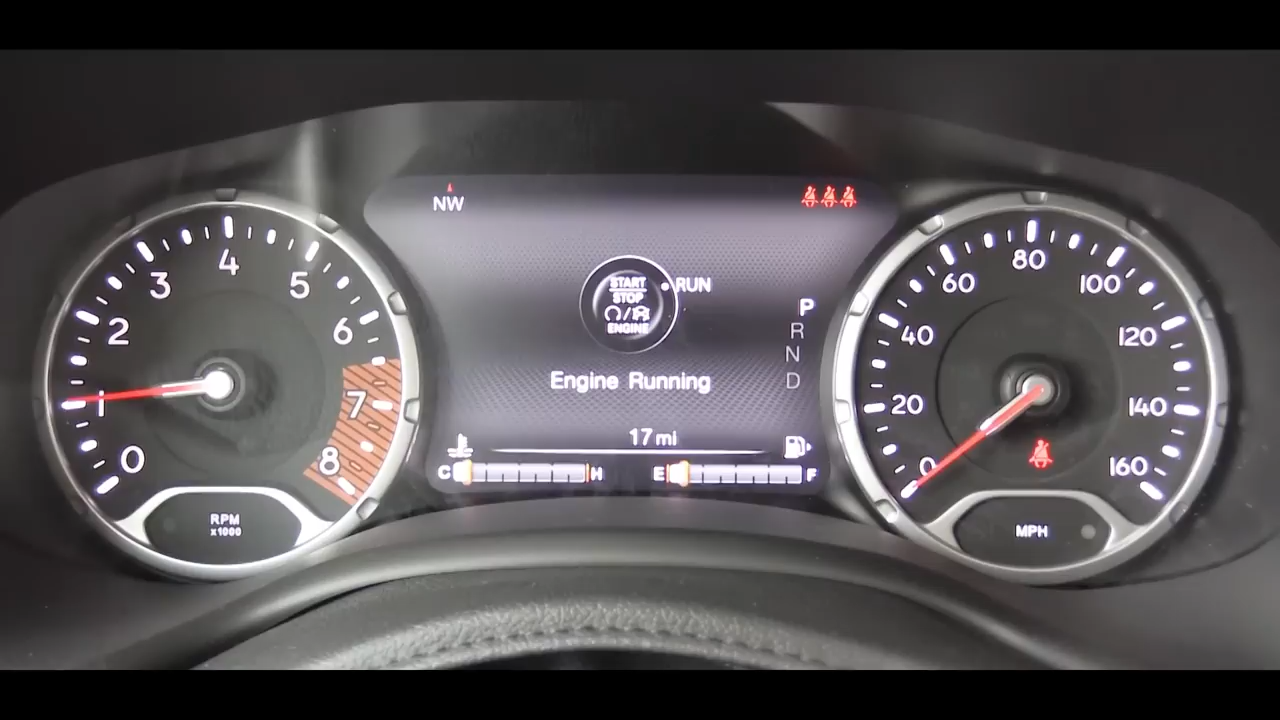 NW
START
STOP
ENGINE
RUN
P
R
N
D
Engine Running
17 mi
C H
E F
0 1 2 3 4 5 6 7 8
RPM
x1000
0 20 40 60 80 100 120 140 160
MPH